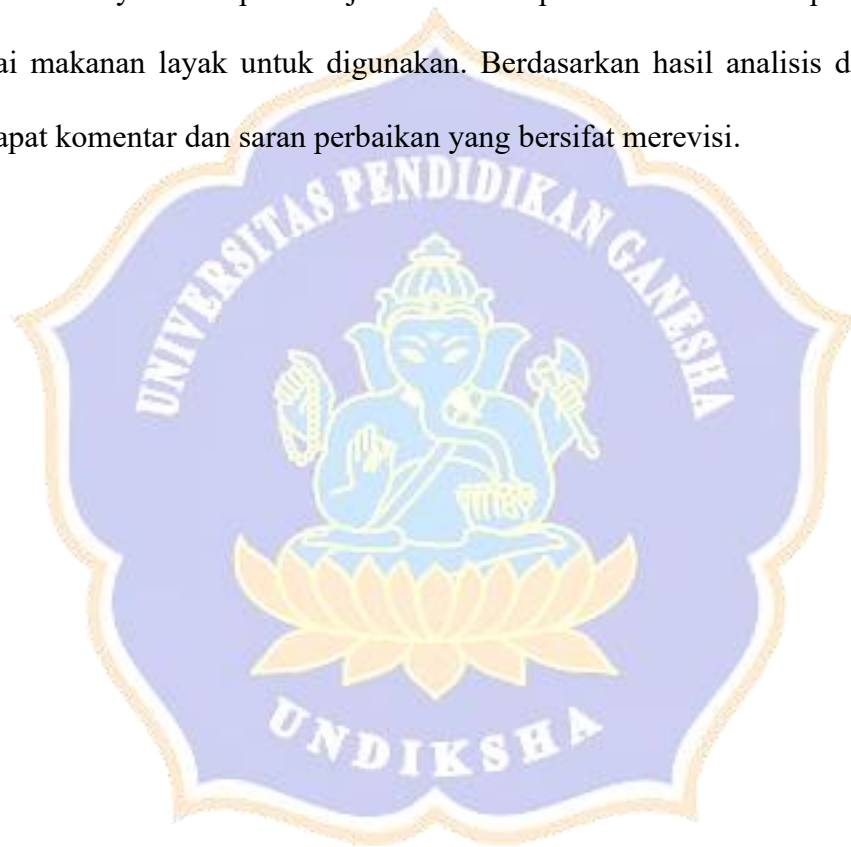 ai makanan layak untuk digunakan. Berdasarkan hasil analisis d
apat komentar dan saran perbaikan yang bersifat merevisi.
UNIVERSITAS PENDIDIKAN GANESHA
UNDIKSHA